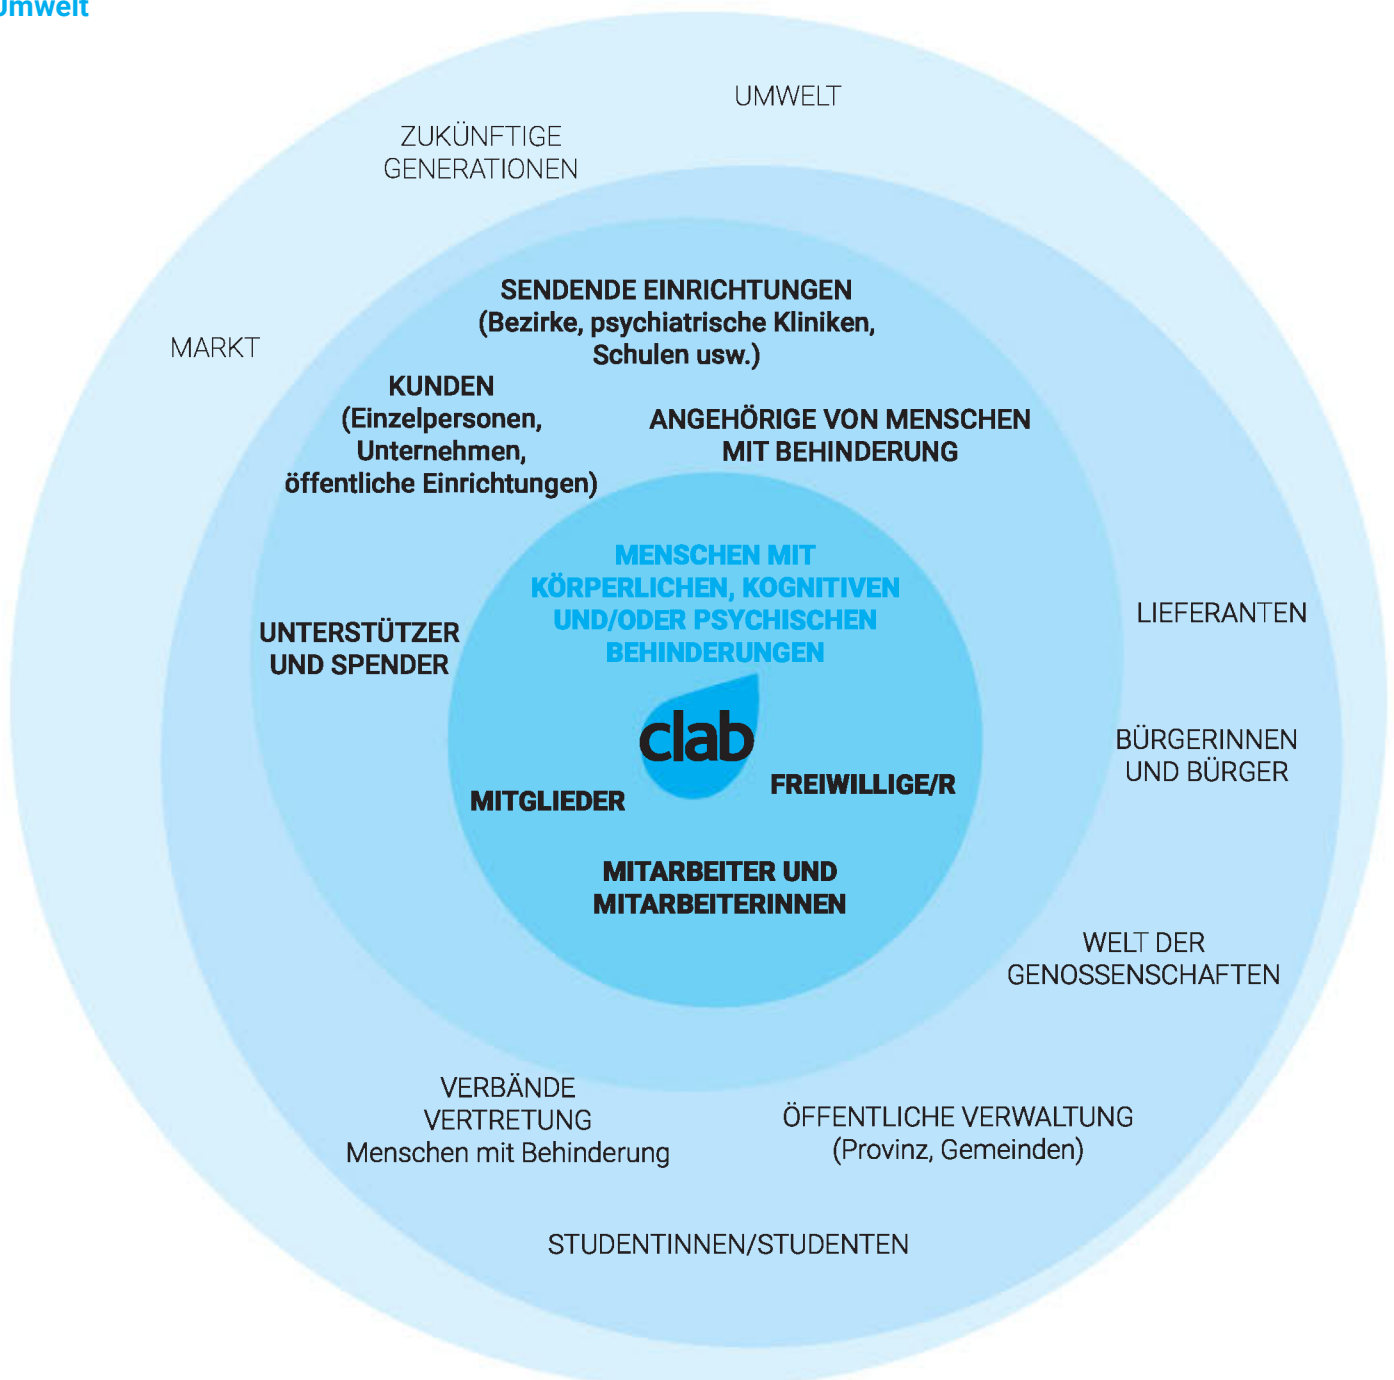 Umwelt
UMWELT
ZUKÜNFTIGE
GENERATIONEN
MARKT
SENDENDE EINRICHTUNGEN
(Bezirke, psychiatrische Kliniken,
Schulen usw.)
KUNDEN
(Einzelpersonen,
Unternehmen,
öffentliche Einrichtungen)
ANGEHÖRIGE VON MENSCHEN
MIT BEHINDERUNG
MENSCHEN MIT
KÖRPERLICHEN, KOGNITIVEN
UND/ODER PSYCHISCHEN
BEHINDERUNGEN
UNTERSTÜTZER
UND SPENDER
LIEFERANTEN
clab
BÜRGERINNEN
UND BÜRGER
FREIWILLIGE/R
MITGLIEDER
MITARBEITER UND
MITARBEITERINNEN
WELT DER
GENOSSENSCHAFTEN
VERBÄNDE
VERTRETUNG
Menschen mit Behinderung
ÖFFENTLICHE VERWALTUNG
(Provinz, Gemeinden)
STUDENTINNEN/STUDENTEN